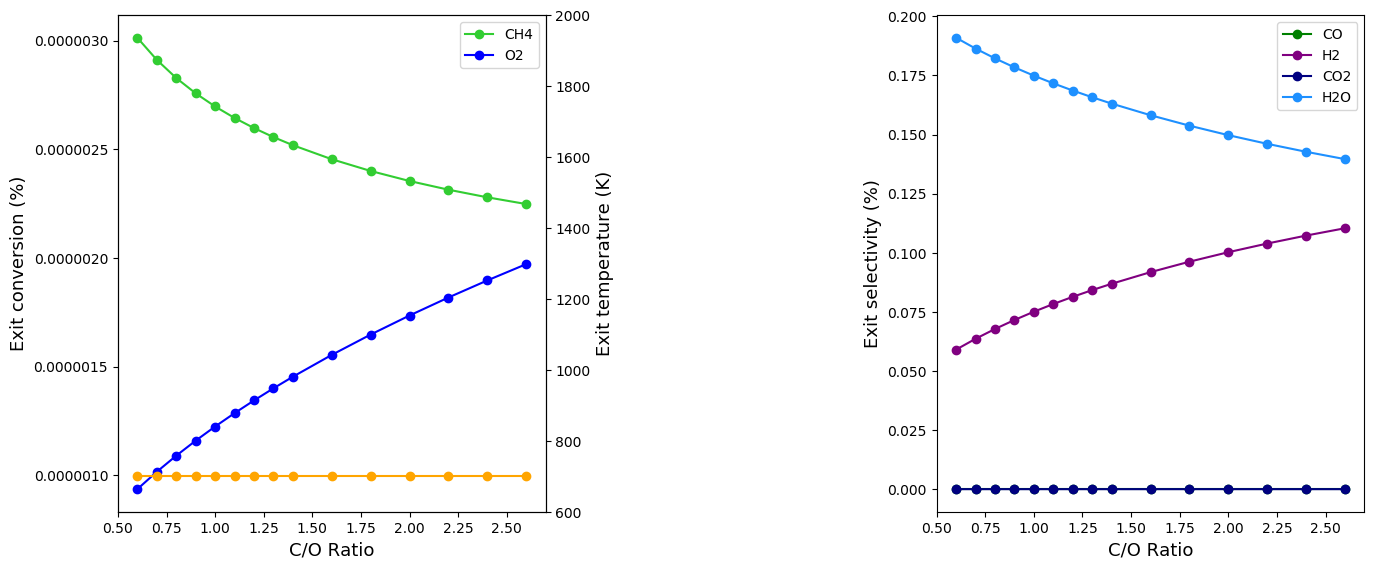 Exit conversion (%)
0.0000030
0.0000025
0.0000020
0.0000015
0.0000010
CH4
O2
2000
1800
1600
1400
1200
1000
800
600
Exit temperature (K)
0.50 0.75 1.00 1.25 1.50 1.75 2.00 2.25 2.50
C/O Ratio
Exit selectivity (%)
0.200
0.175
0.150
0.125
0.100
0.075
0.050
0.025
0.000
CO
H2
CO2
H2O
0.50 0.75 1.00 1.25 1.50 1.75 2.00 2.25 2.50
C/O Ratio